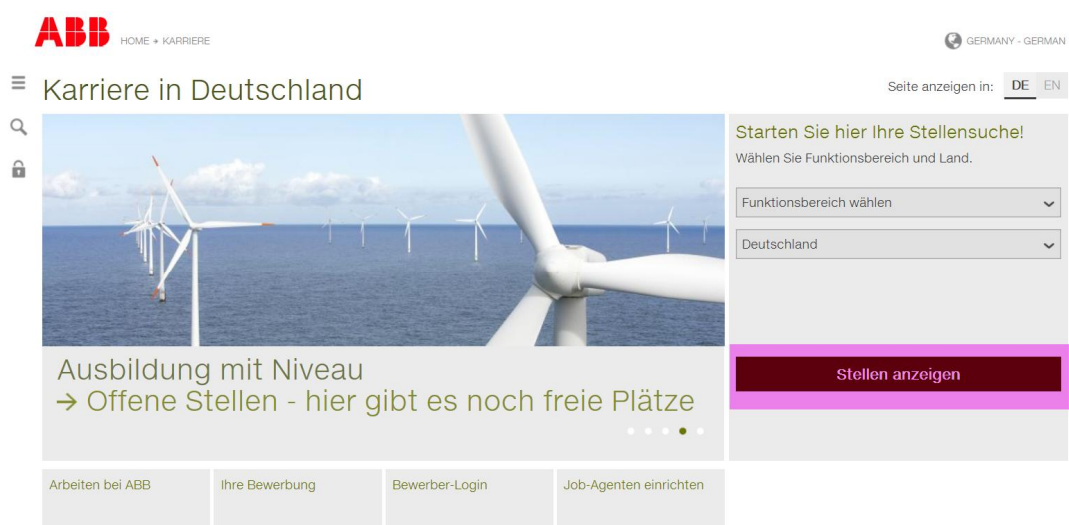 ABB HOME → KARRIERE
GERMANY - GERMAN
Karriere in Deutschland
Seite anzeigen in: DE EN
Starten Sie hier Ihre Stellensuche!
Wählen Sie Funktionsbereich und Land.
Funktionsbereich wählen
Deutschland
Stellen anzeigen
Ausbildung mit Niveau
→ Offene Stellen - hier gibt es noch freie Plätze
Arbeiten bei ABB
Ihre Bewerbung
Bewerber-Login
Job-Agenten einrichten